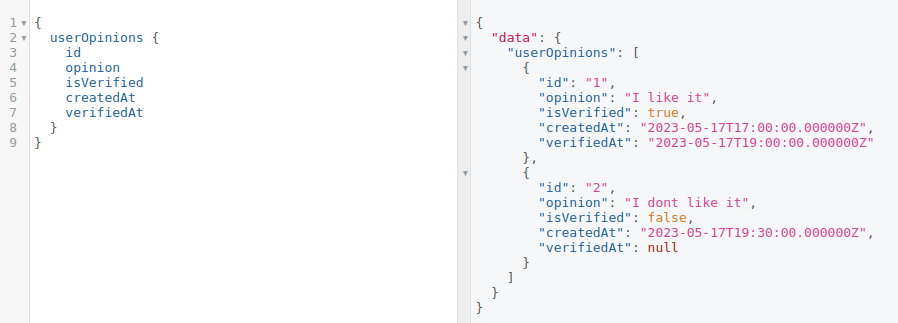 1 {
2 userOpinions {
3 id
4 opinion
5 isVerified
6 createdAt
7 verifiedAt
8 }
9 }
{
"data": {
"userOpinions": [
{
"id": "1",
"opinion": "I like it",
"isVerified": true,
"createdAt": "2023-05-17T17:00:00.000000Z",
"verifiedAt": "2023-05-17T19:00:00.000000Z"
},
{
"id": "2",
"opinion": "I dont like it",
"isVerified": false,
"createdAt": "2023-05-17T19:30:00.000000Z",
"verifiedAt": null
}
]
}
}